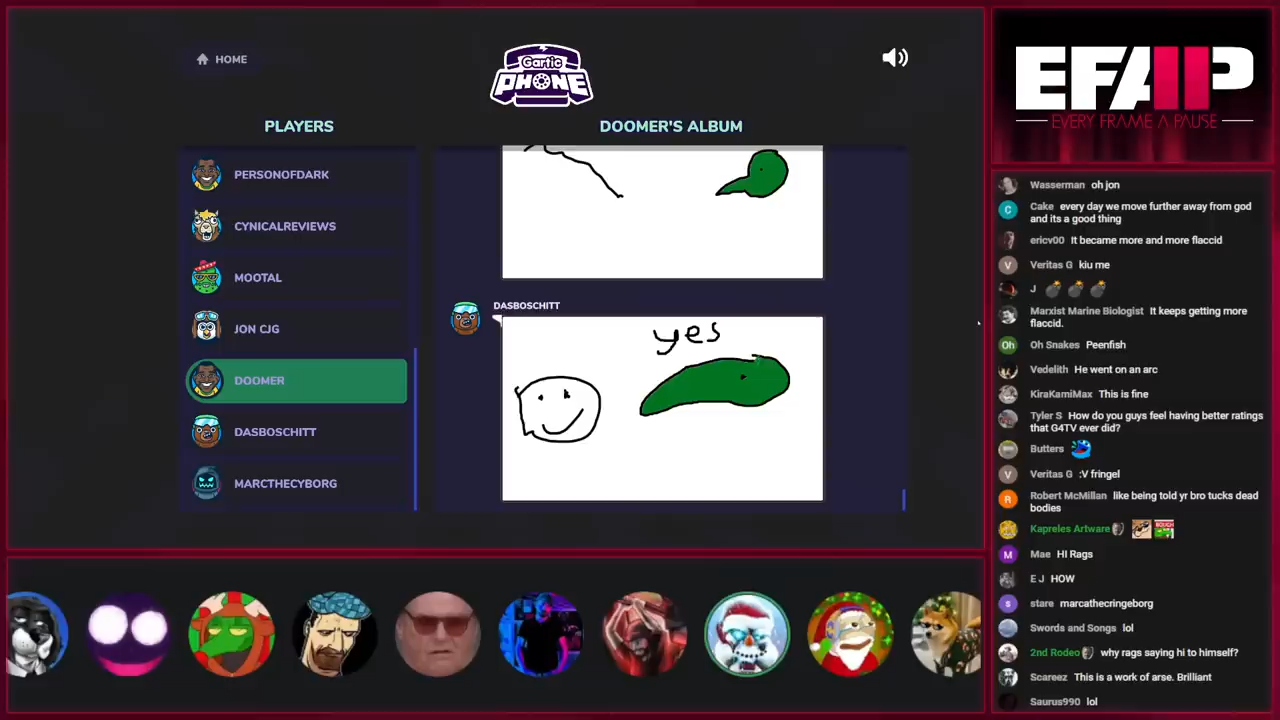 HOME
Gartic
PHONE
PLAYERS
PERSONOFDARK
CYNICALREVIEWS
MOOTAL
JON CJG
DOOMER
DASBOSCHITT
MARCTHECYBORG
DOOMER'S ALBUM
DASBOSCHITT
yes
EFAP
EVERY FRAME A PAUSE
Wasserman oh jon
C Cake every day we move further away from god
and its a good thing
ericv00 It became more and more flaccid
V Veritas G kiu me
J
Marxist Marine Biologist It keeps getting more
flaccid.
Oh Oh Snakes Peenfish
Vedelith He went on an arc
KiraKamiMax This is fine
Tyler S How do you guys feel having better ratings
that G4TV ever did?
Butters
V Veritas G :V fringel
R Robert McMillan like being told yr bro tucks dead
bodies
Kapreles Artware
M Mae HI Rags
E J HOW
s stare marcathecringeborg
Swords and Songs lol
2nd Rodeo why rags saying hi to himself?
Scareez This is a work of arse. Brilliant
Saurus990 lol